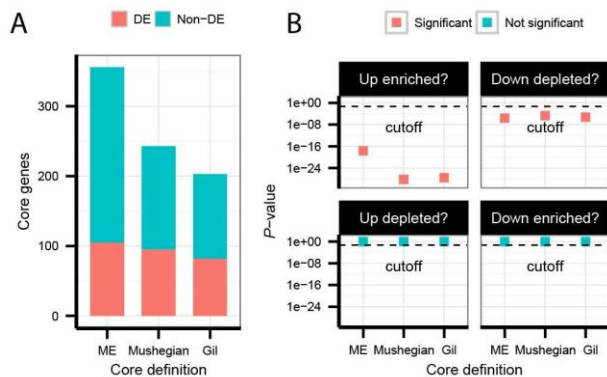 A
DE Non-DE
Core genes
300
200
100
0
ME Mushegian Gil
Core definition
B
Significant Not significant
P-value
Up enriched? Down depleted?
1e+00
1e-08
1e-16
1e-24
cutoff cutoff
Up depleted? Down enriched?
1e+00
1e-08
1e-16
1e-24
cutoff cutoff
ME Mushegian Gil ME Mushegian Gil
Core definition